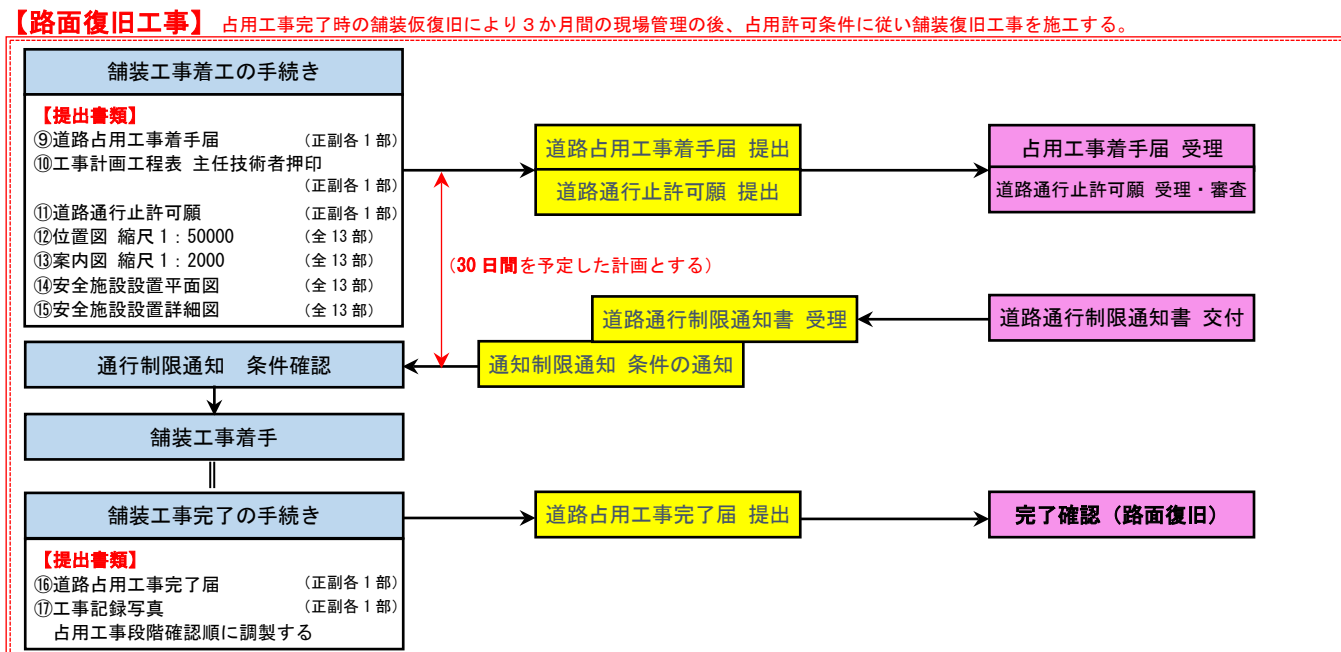 【路面復旧工事】 占用工事完了時の舗装仮復旧により3か月間の現場管理の後、占用許可条件に従い舗装復旧工事を施工する。
舗装工事着工の手続き
【提出書類】
⑨道路占用工事着手届 (正副各1部)
⑩工事計画工程表 主任技術者押印
(正副各1部)
⑪道路通行止許可願 (正副各1部)
⑫位置図 縮尺1:50000 (全13部)
⑬案内図 縮尺1:2000 (全13部)
⑭安全施設設置平面図 (全13部)
⑮安全施設設置詳細図 (全13部)
道路占用工事着手届 提出
道路通行止許可願 提出
占用工事着手届 受理
道路通行止許可願 受理・審査
(30日間を予定した計画とする)
道路通行制限通知書 受理
道路通行制限通知書 交付
通行制限通知 条件確認
通知制限通知 条件の通知
舗装工事着手
舗装工事完了の手続き
道路占用工事完了届 提出
完了確認(路面復旧)
【提出書類】
⑯道路占用工事完了届 (正副各1部)
⑰工事記録写真 (正副各1部)
占用工事段階確認順に調製する